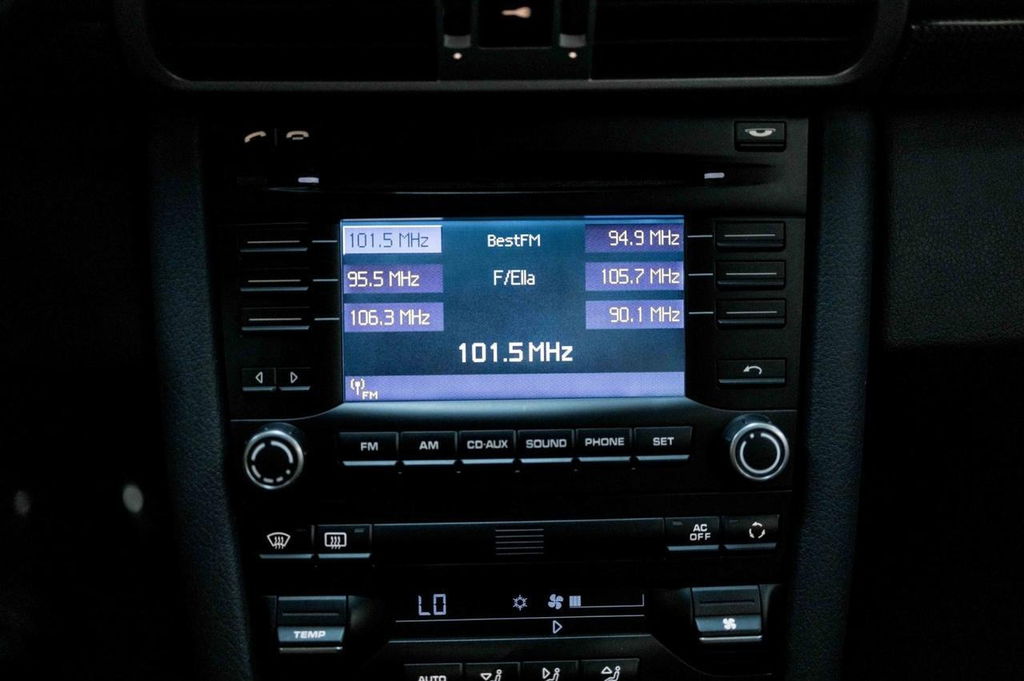 101.5 MHz BestFM 94.9 MHz
95.5 MHz F/Ella 105.7 MHz
106.3 MHz 90.1 MHz
101.5 MHz
FM
FM AM CD·AUX SOUND PHONE SET
AC
OFF
LO
TEMP
AUTO